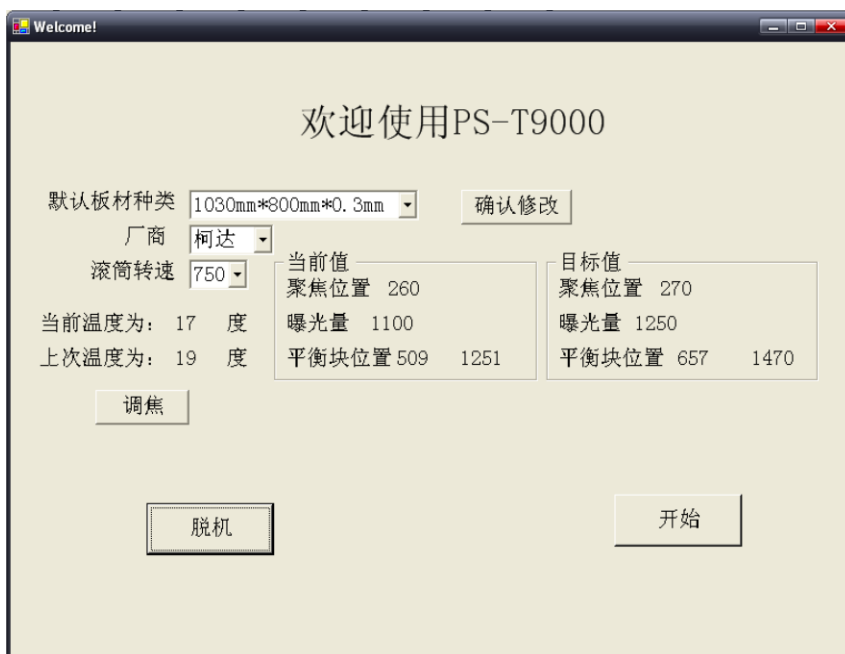 Welcome!
欢迎使用PS-T9000
默认板材种类 1030mm*800mm*0.3mm 确认修改
厂商 柯达
滚筒转速 750
当前值
聚焦位置 260
曝光量 1100
平衡块位置 509 1251
目标值
聚焦位置 270
曝光量 1250
平衡块位置 657 1470
当前温度为: 17 度
上次温度为: 19 度
调焦
脱机
开始